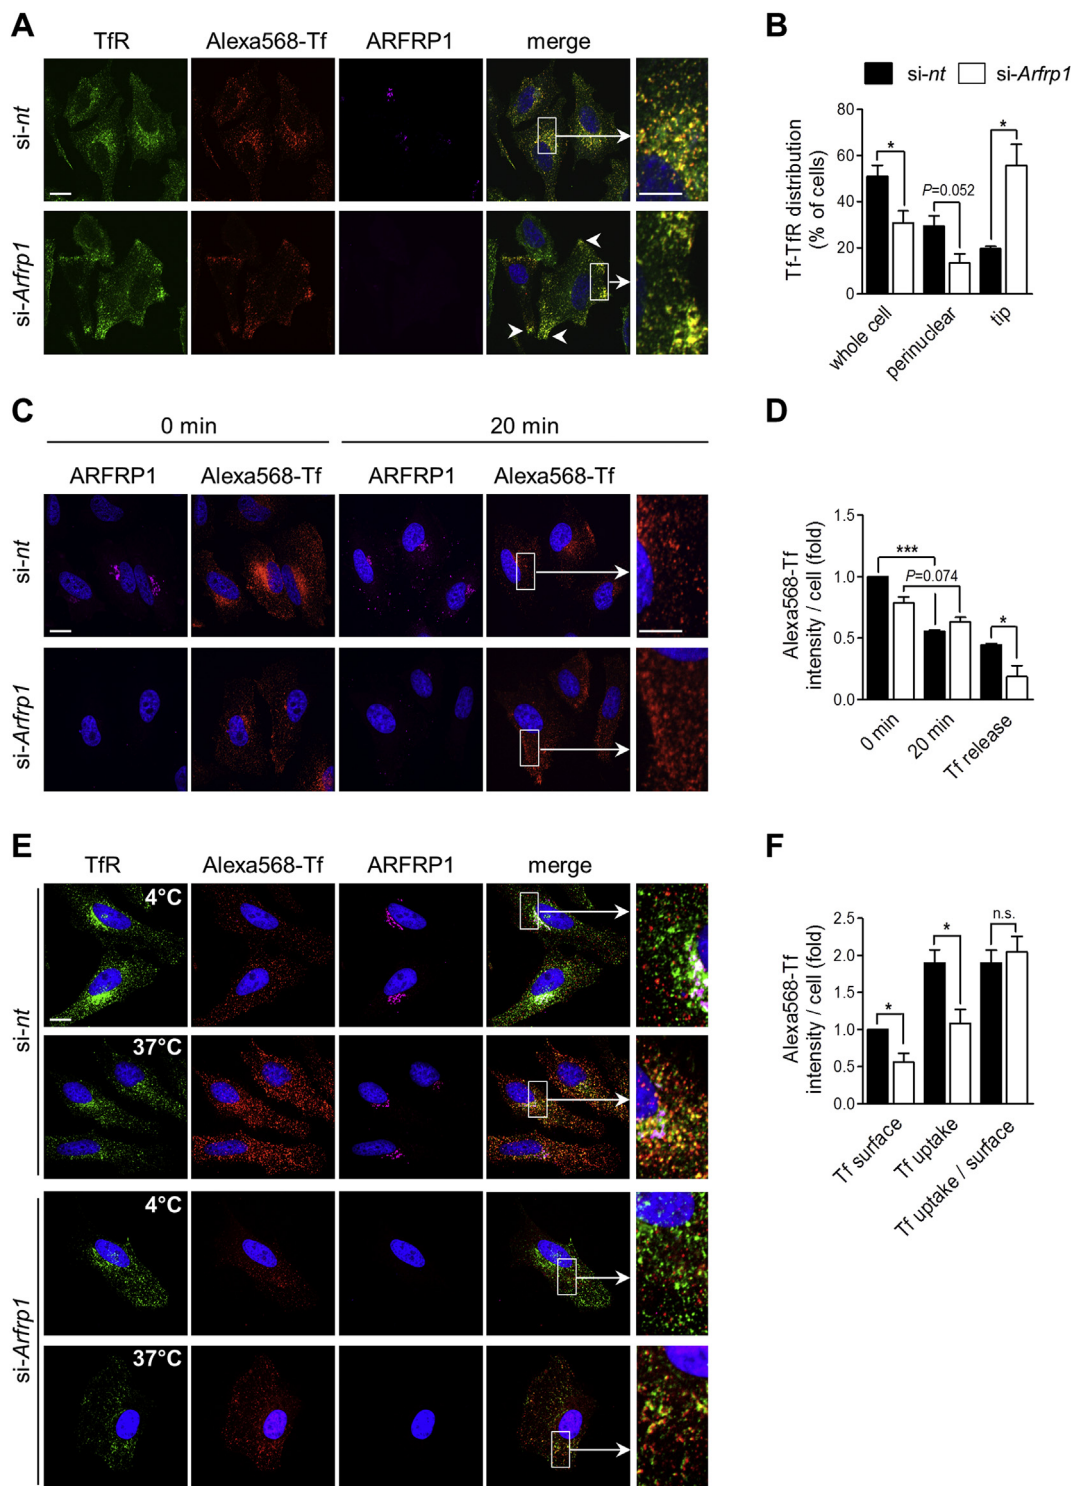 A
TfR Alexa568-Tf ARFRP1 merge
si-nt
si-Arfrp1
B
si-nt si-Arfrp1
Tf-TfR distribution
(% of cells)
80
60
40
20
0
* P=0.052 *
whole cell perinuclear tip
C
0 min 20 min
ARFRP1 Alexa568-Tf ARFRP1 Alexa568-Tf
si-nt
si-Arfrp1
D
Alexa568-Tf
intensity / cell (fold)
1.5
1.0
0.5
0.0
*** P=0.074 *
0 min 20 min Tf release
E
TfR Alexa568-Tf ARFRP1 merge
si-nt
4°C
37°C
si-Arfrp1
4°C
37°C
F
Alexa568-Tf
intensity / cell (fold)
2.5
2.0
1.5
1.0
0.5
0.0
* * n.s.
Tf surface Tf uptake Tf uptake / surface